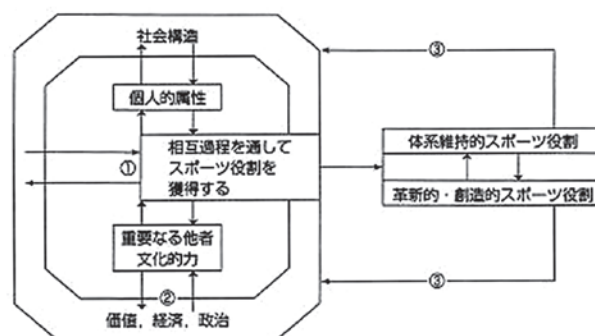 社会構造
個人的属性
相互過程を通して
スポーツ役割を
獲得する
①
重要なる他者
文化的力
②
価値，経済，政治
③
体系維持的スポーツ役割
革新的・創造的スポーツ役割
③